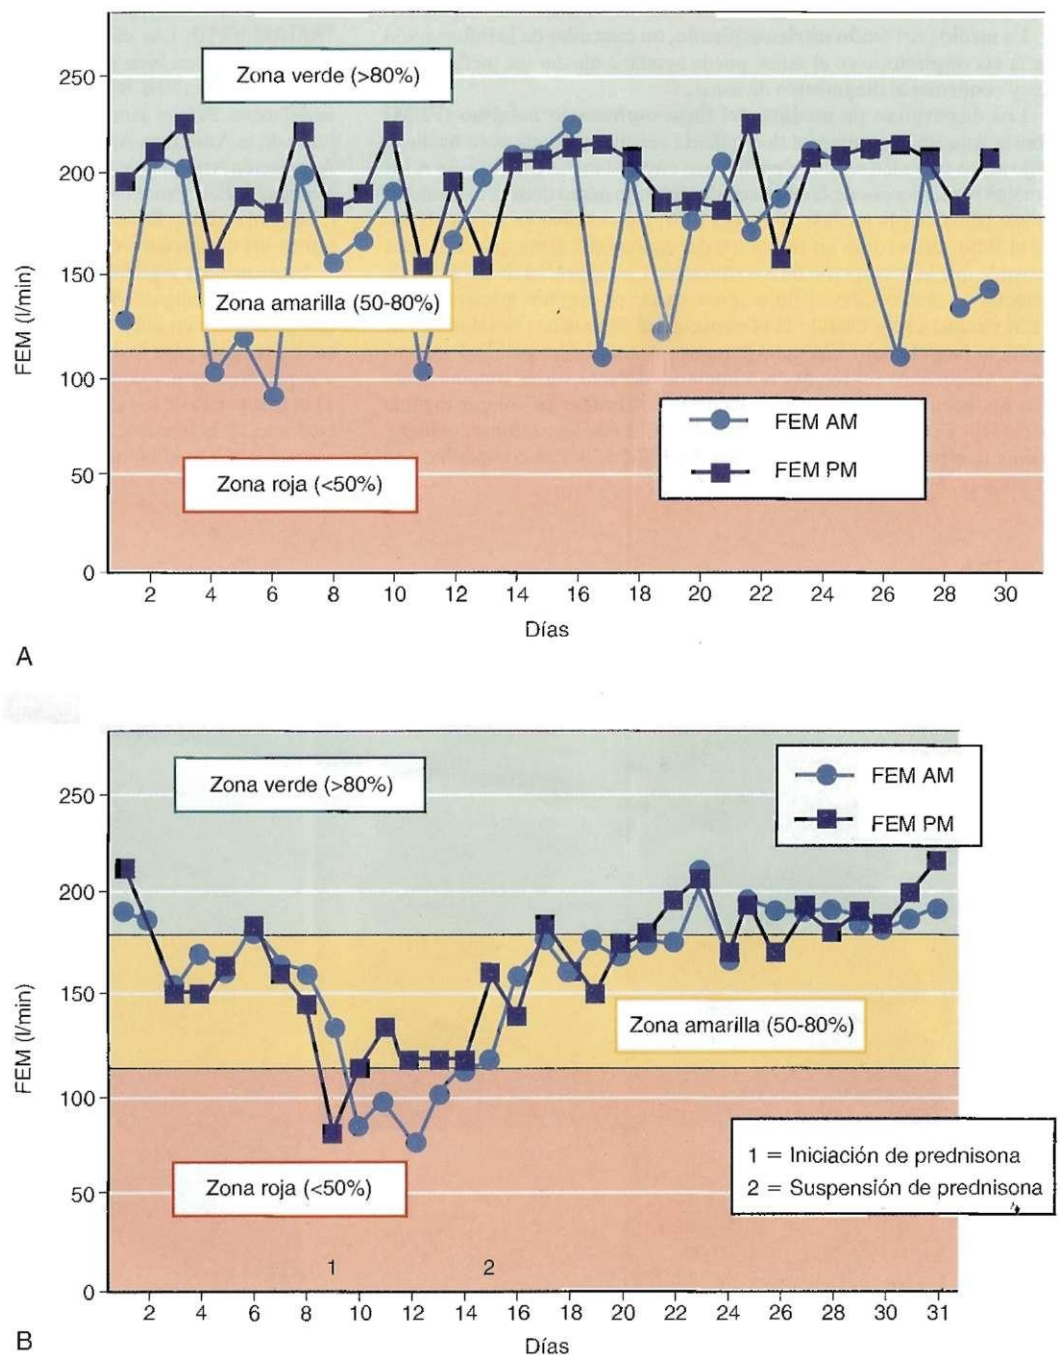 Zona verde (>80%)
250
200
150
100
50
0
FEM (l/min)
Zona amarilla (50-80%)
FEM AM
FEM PM
Zona roja (<50%)
2 4 6 8 10 12 14 16 18 20 22 24 26 28 30
Días
A
Zona verde (>80%)
FEM AM
FEM PM
250
200
150
100
50
0
FEM (l/min)
Zona amarilla (50-80%)
1 = Iniciación de prednisona
2 = Suspensión de prednisona
Zona roja (<50%)
1 2
2 4 6 8 10 12 14 16 18 20 22 24 26 28 30 31
Días
B